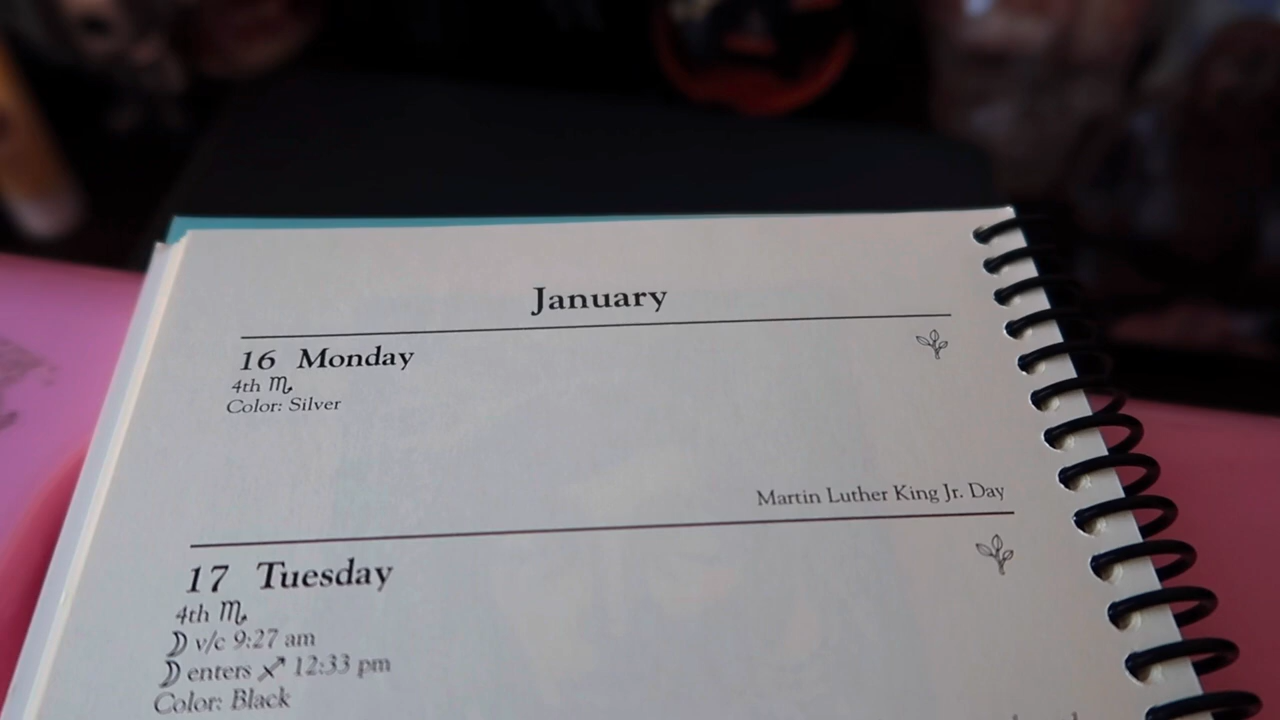 January
16 Monday
4th ♏
Color: Silver
Martin Luther King Jr. Day
17 Tuesday
4th ♏
☽ v/c 9:27 am
☽ enters ♐ 12:33 pm
Color: Black